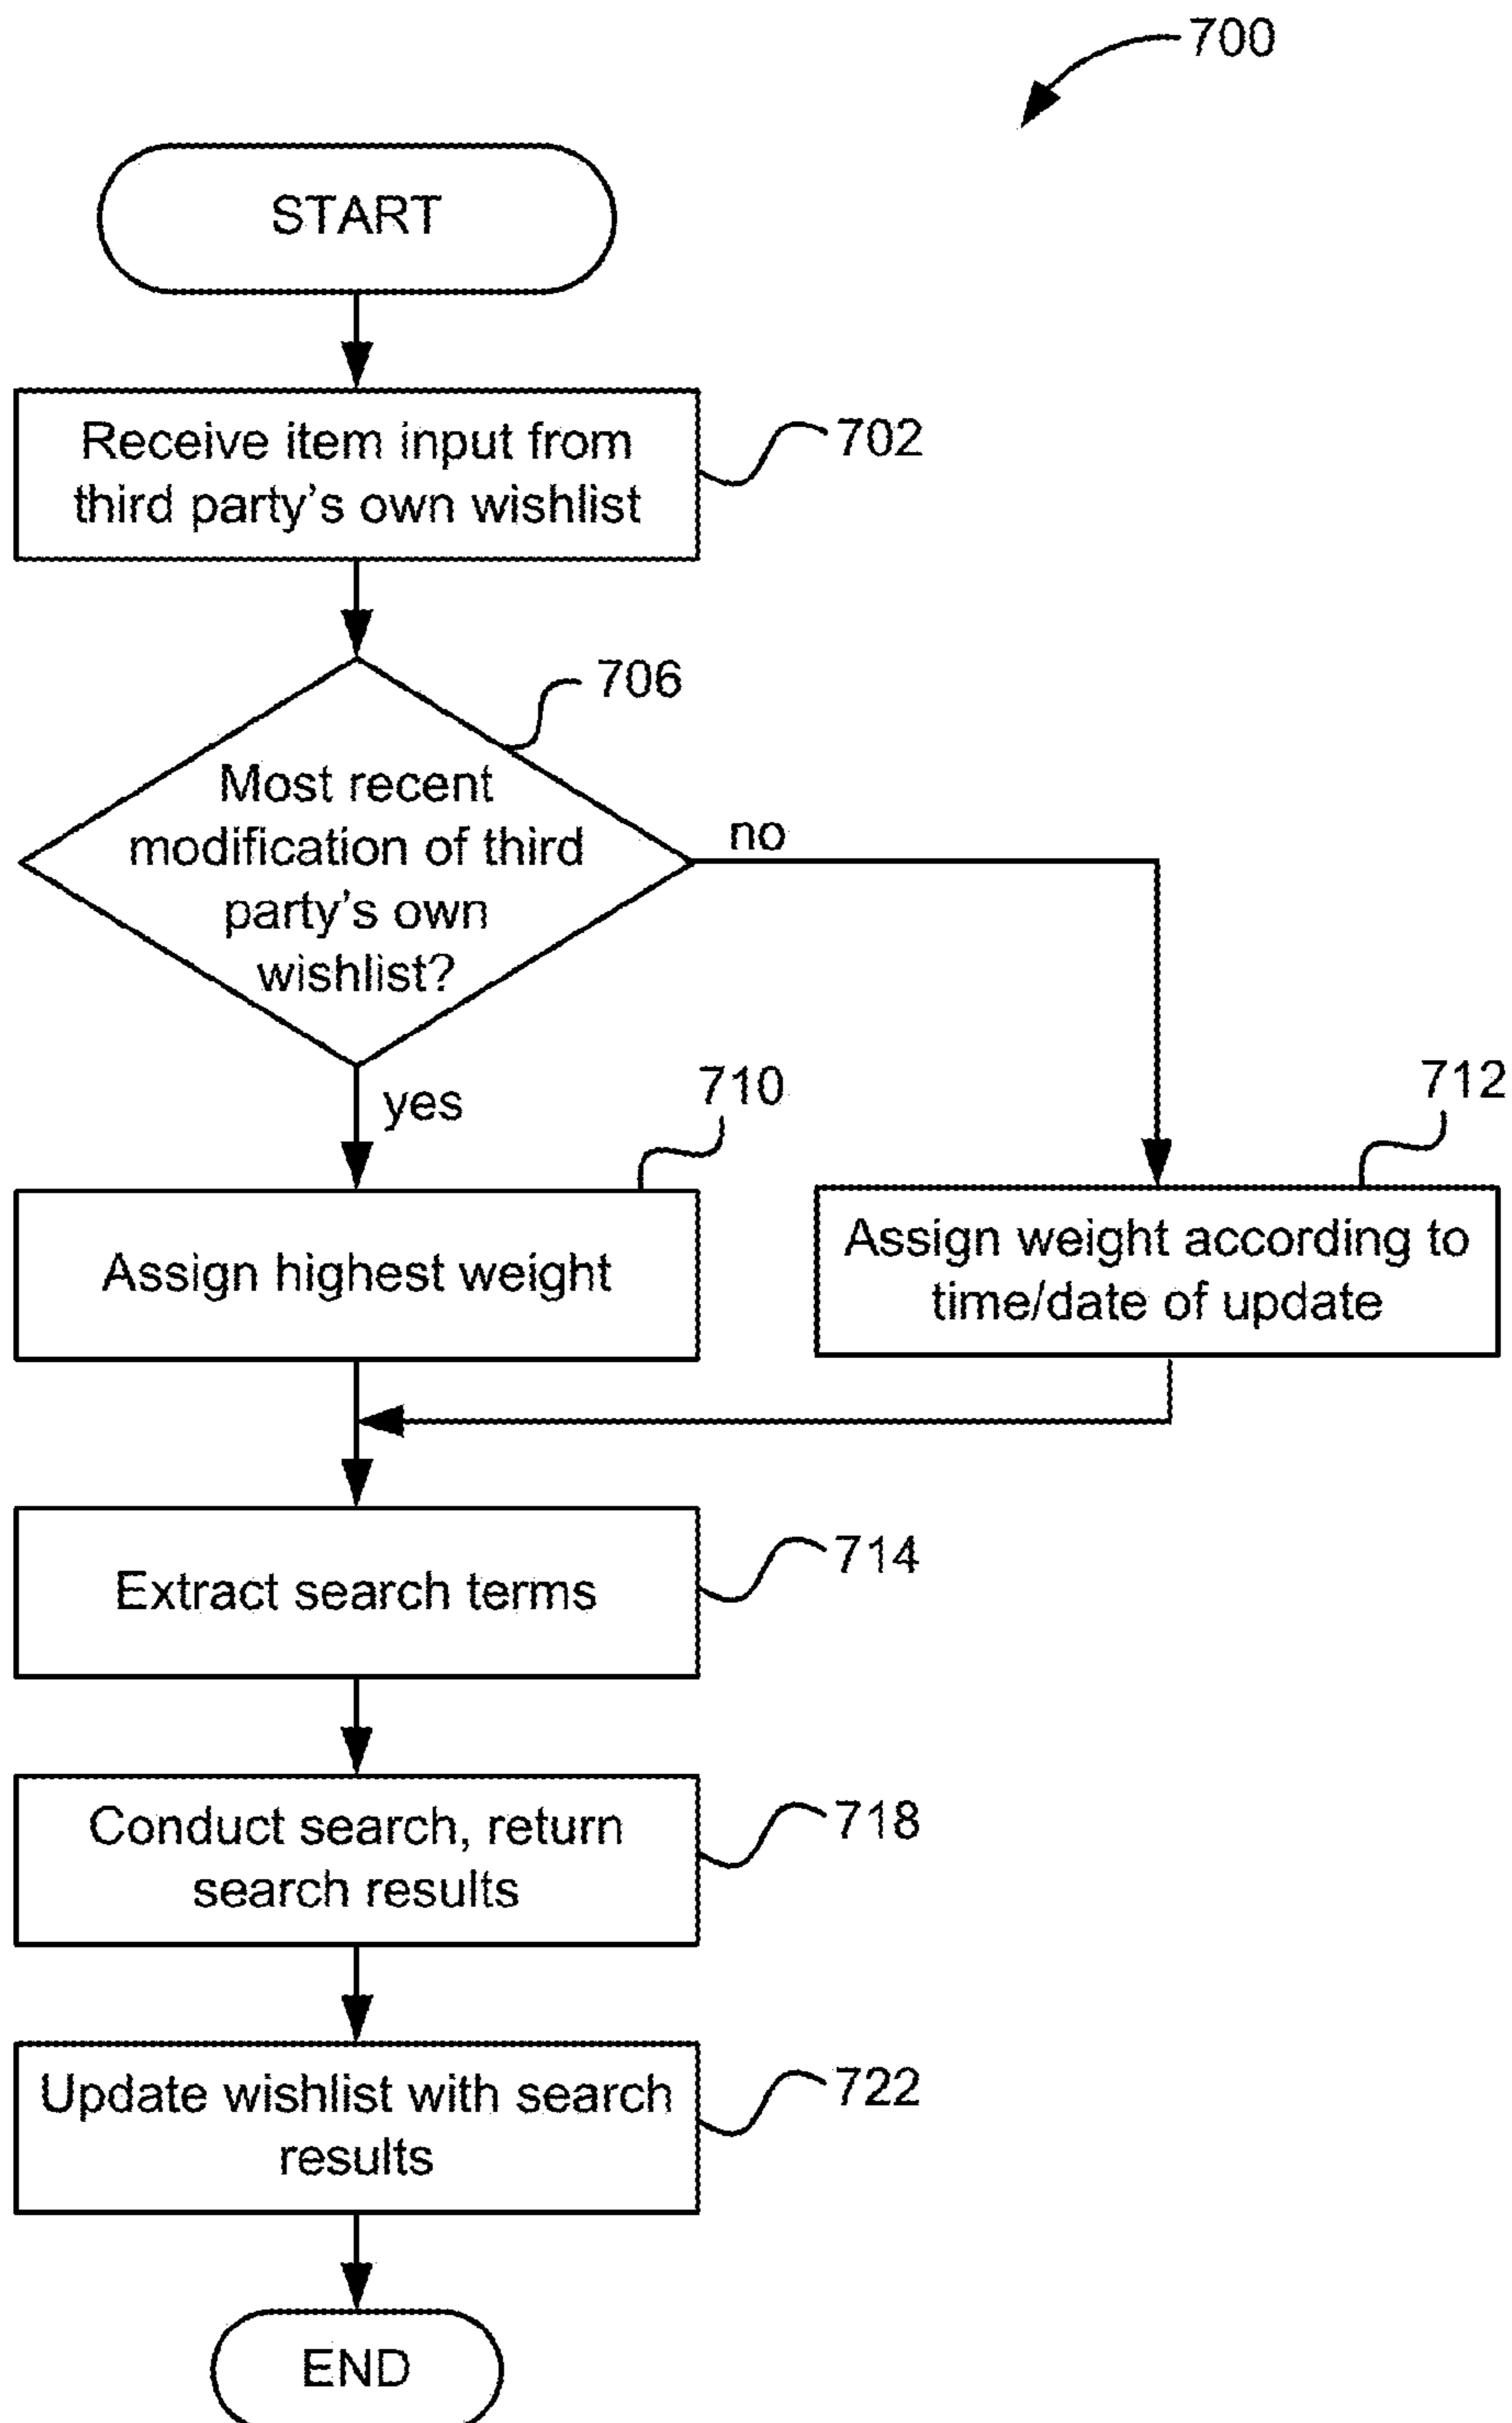 700
START
Receive item input from
third party's own wishlist
702
706
Most recent
modification of third
party's own
wishlist?
no
yes
710
712
Assign highest weight
Assign weight according to
time/date of update
Extract search terms
714
Conduct search, return
search results
718
Update wishlist with search
results
722
END